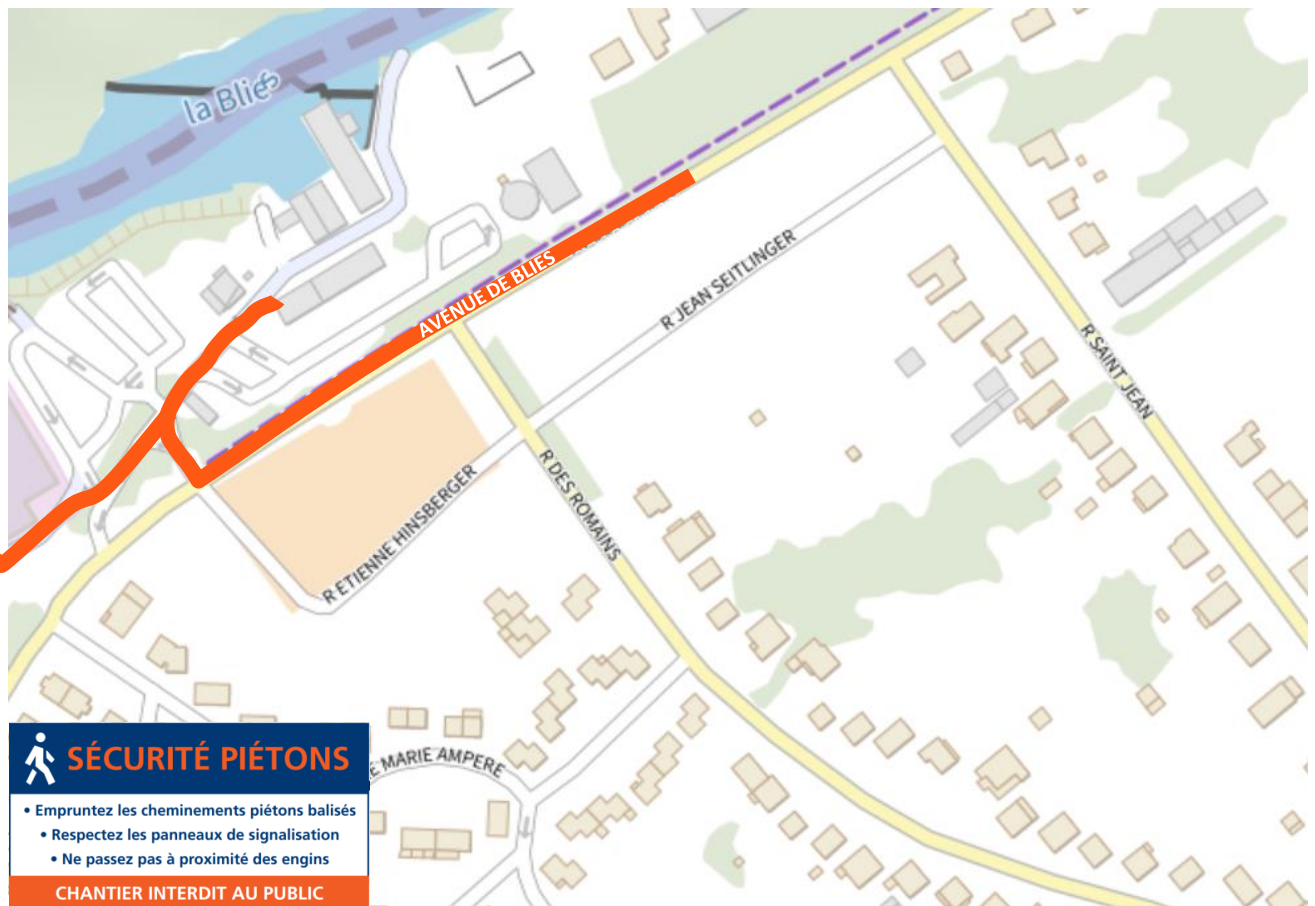 la Blies
AVENUE DE BLIES
R JEAN SEITLINGER
R SAINT JEAN
R DES ROMAINS
R ETIENNE HINSBERGER
E MARIE AMPERE
SÉCURITÉ PIÉTONS
• Empruntez les cheminements piétons balisés
• Respectez les panneaux de signalisation
• Ne passez pas à proximité des engins
CHANTIER INTERDIT AU PUBLIC